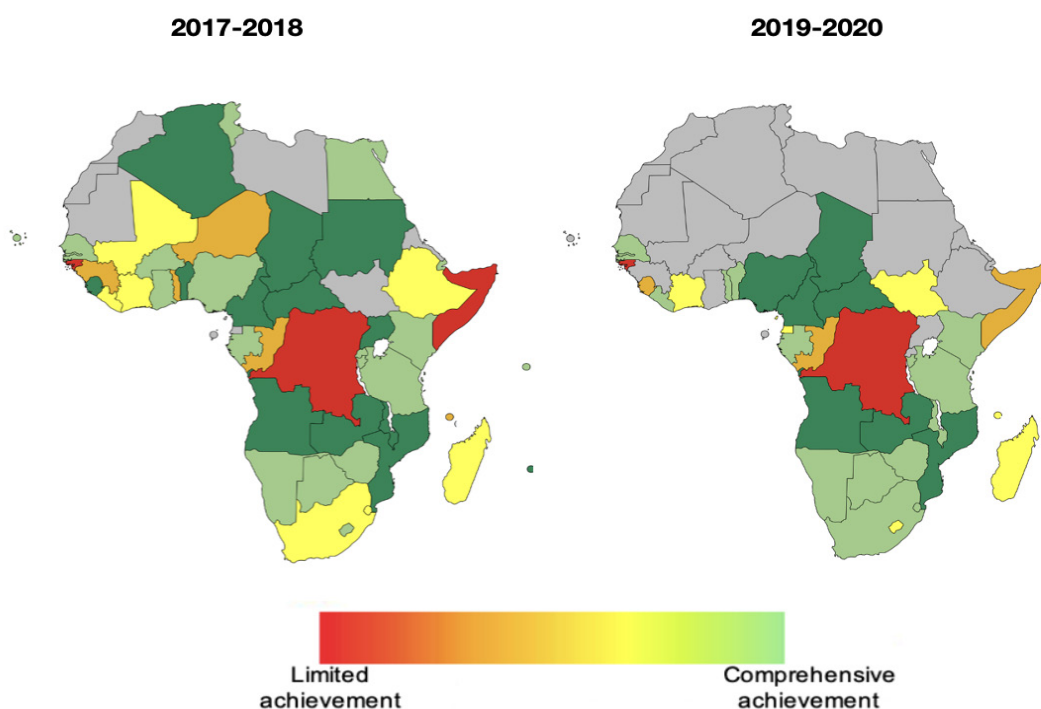 2017-2018
2019-2020
Limited
achievement
Comprehensive
achievement